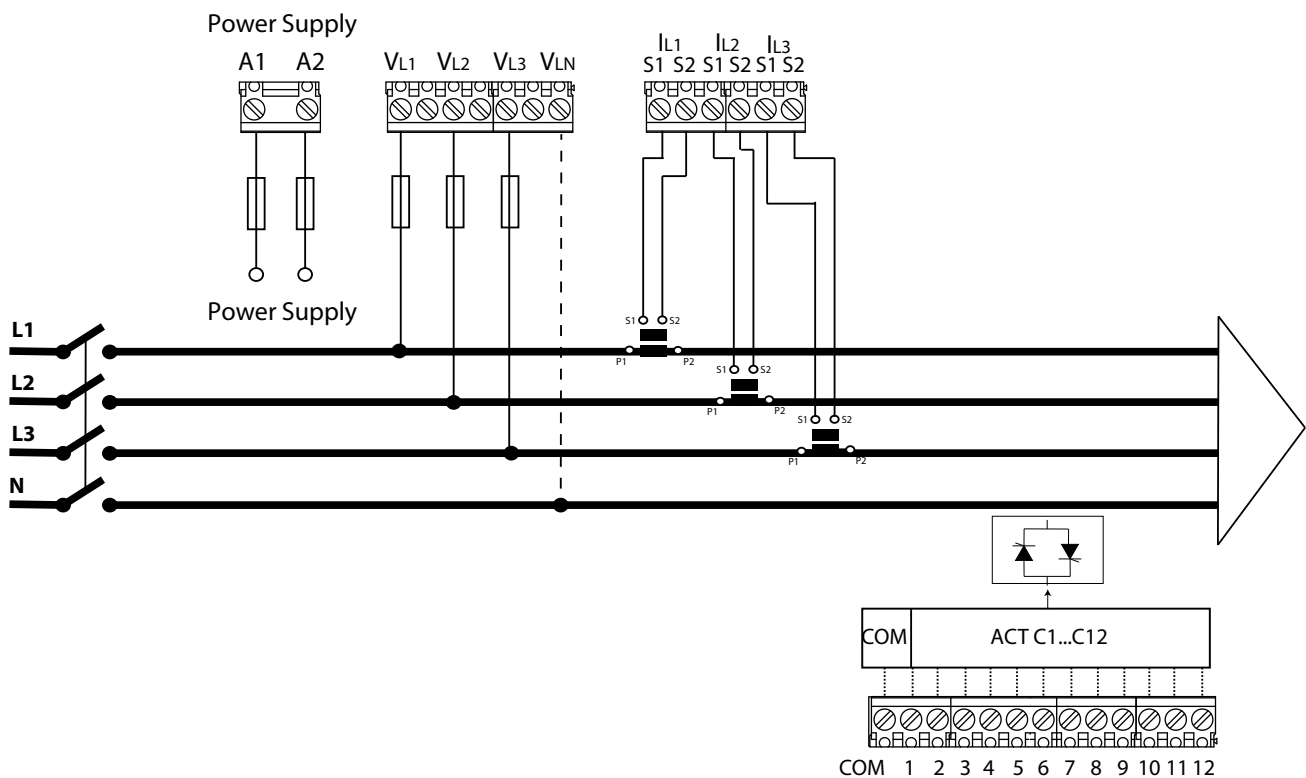 Power Supply
A1 A2
VL1 VL2 VL3 VLN
IL1 IL2 IL3
S1 S2 S1 S2 S1 S2
Power Supply
L1
S1 S2
P1 P2
L2
S1 S2
P1 P2
L3
S1 S2
P1 P2
N
COM ACT C1...C12
COM 1 2 3 4 5 6 7 8 9 10 11 12